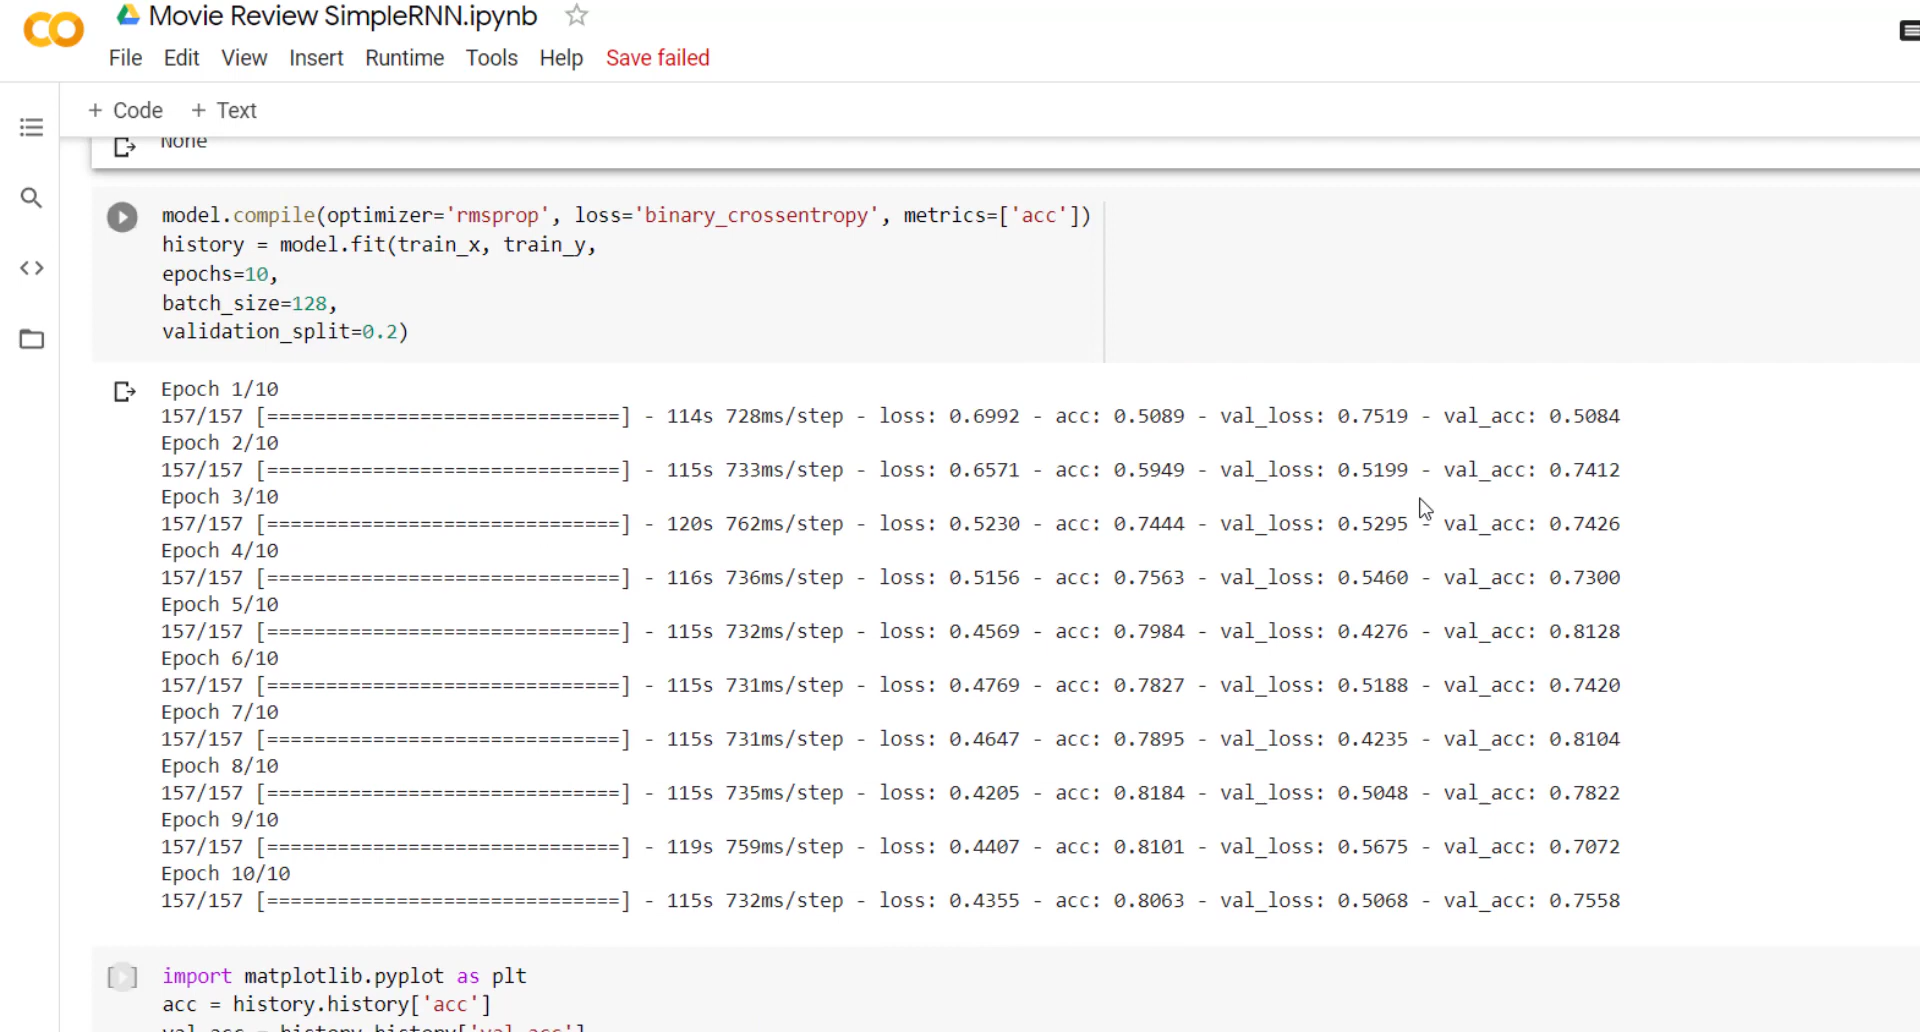 Movie Review SimpleRNN.ipynb
File Edit View Insert Runtime Tools Help Save failed
+ Code + Text
None
model.compile(optimizer='rmsprop', loss='binary_crossentropy', metrics=['acc'])
history = model.fit(train_x, train_y,
epochs=10,
batch_size=128,
validation_split=0.2)
Epoch 1/10
157/157 [==============================] - 114s 728ms/step - loss: 0.6992 - acc: 0.5089 - val_loss: 0.7519 - val_acc: 0.5084
Epoch 2/10
157/157 [==============================] - 115s 733ms/step - loss: 0.6571 - acc: 0.5949 - val_loss: 0.5199 - val_acc: 0.7412
Epoch 3/10
157/157 [==============================] - 120s 762ms/step - loss: 0.5230 - acc: 0.7444 - val_loss: 0.5295 - val_acc: 0.7426
Epoch 4/10
157/157 [==============================] - 116s 736ms/step - loss: 0.5156 - acc: 0.7563 - val_loss: 0.5460 - val_acc: 0.7300
Epoch 5/10
157/157 [==============================] - 115s 732ms/step - loss: 0.4569 - acc: 0.7984 - val_loss: 0.4276 - val_acc: 0.8128
Epoch 6/10
157/157 [==============================] - 115s 731ms/step - loss: 0.4769 - acc: 0.7827 - val_loss: 0.5188 - val_acc: 0.7420
Epoch 7/10
157/157 [==============================] - 115s 731ms/step - loss: 0.4647 - acc: 0.7895 - val_loss: 0.4235 - val_acc: 0.8104
Epoch 8/10
157/157 [==============================] - 115s 735ms/step - loss: 0.4205 - acc: 0.8184 - val_loss: 0.5048 - val_acc: 0.7822
Epoch 9/10
157/157 [==============================] - 119s 759ms/step - loss: 0.4407 - acc: 0.8101 - val_loss: 0.5675 - val_acc: 0.7072
Epoch 10/10
157/157 [==============================] - 115s 732ms/step - loss: 0.4355 - acc: 0.8063 - val_loss: 0.5068 - val_acc: 0.7558
import matplotlib.pyplot as plt
acc = history.history['acc']
val_acc = history.history['val_acc']